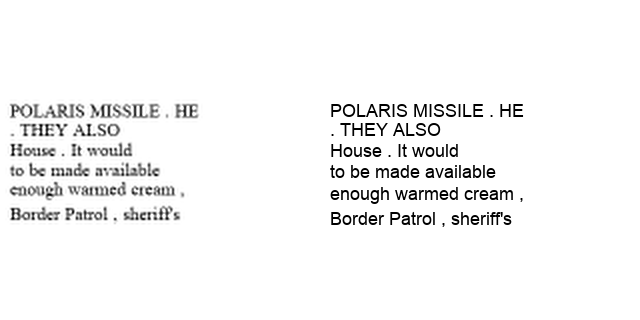 POLARIS MISSILE . HE
. THEY ALSO
House . It would
to be made available
enough warmed cream ,
Border Patrol , sheriff's
POLARIS MISSILE . HE
. THEY ALSO
House . It would
to be made available
enough warmed cream ,
Border Patrol , sheriff's